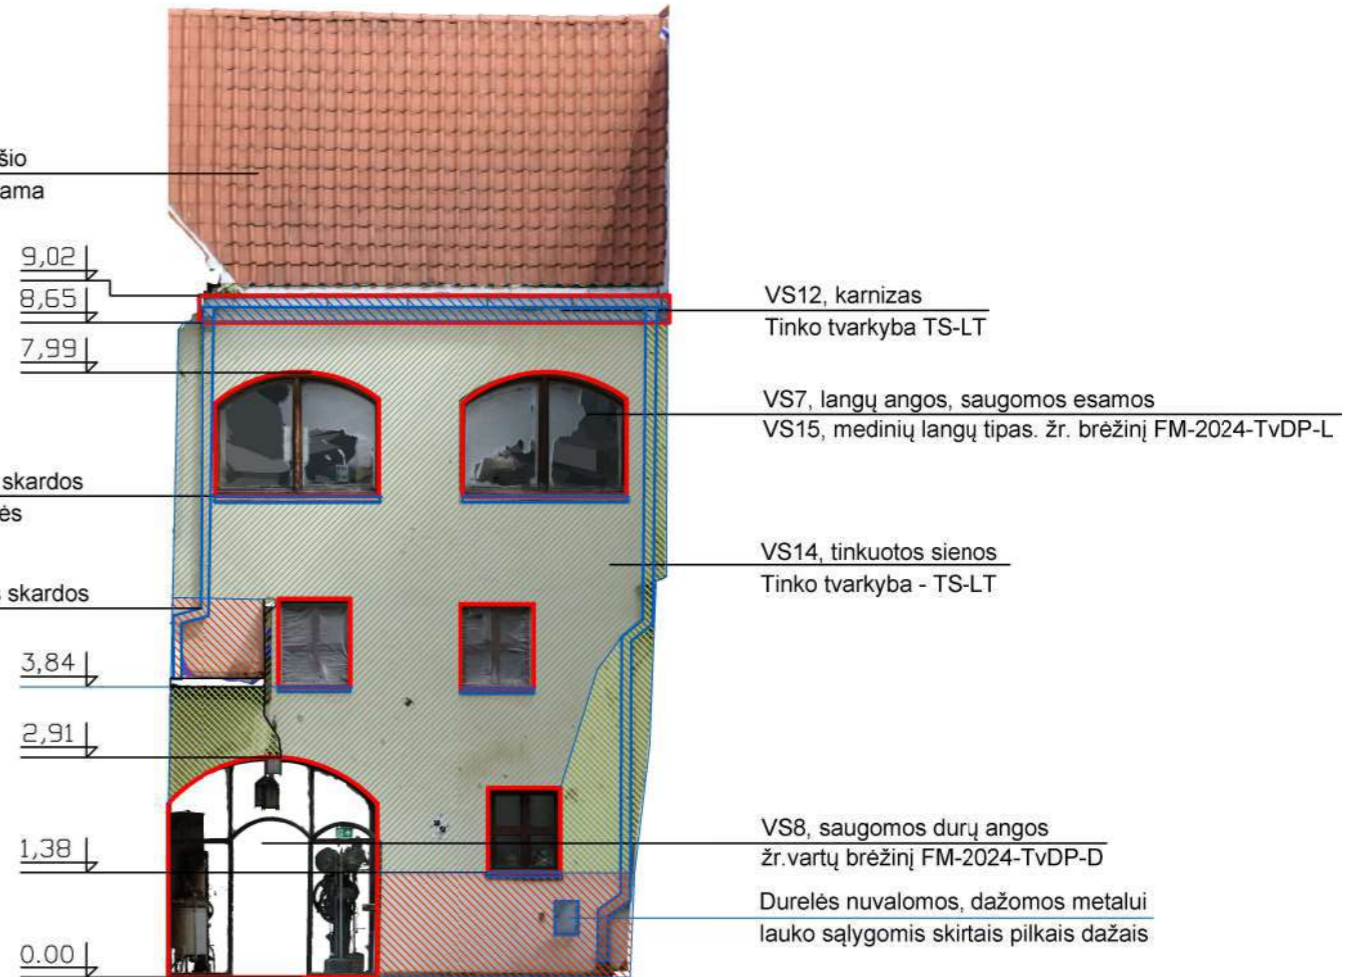 šio
ama
9,02
8,65
7,99
skardos
ės
s skardos
3,84
2,91
1,38
0.00
VS12, karnizas
Tinko tvarkyba TS-LT
VS7, langų angos, saugomos esamos
VS15, medinių langų tipas. žr. brėžinį FM-2024-TvDP-L
VS14, tinkuotos sienos
Tinko tvarkyba - TS-LT
VS8, saugomos durų angos
žr.vartų brėžinį FM-2024-TvDP-D
Durelės nuvalomos, dažomos metalui
lauko sąlygomis skirtais pilkais dažais